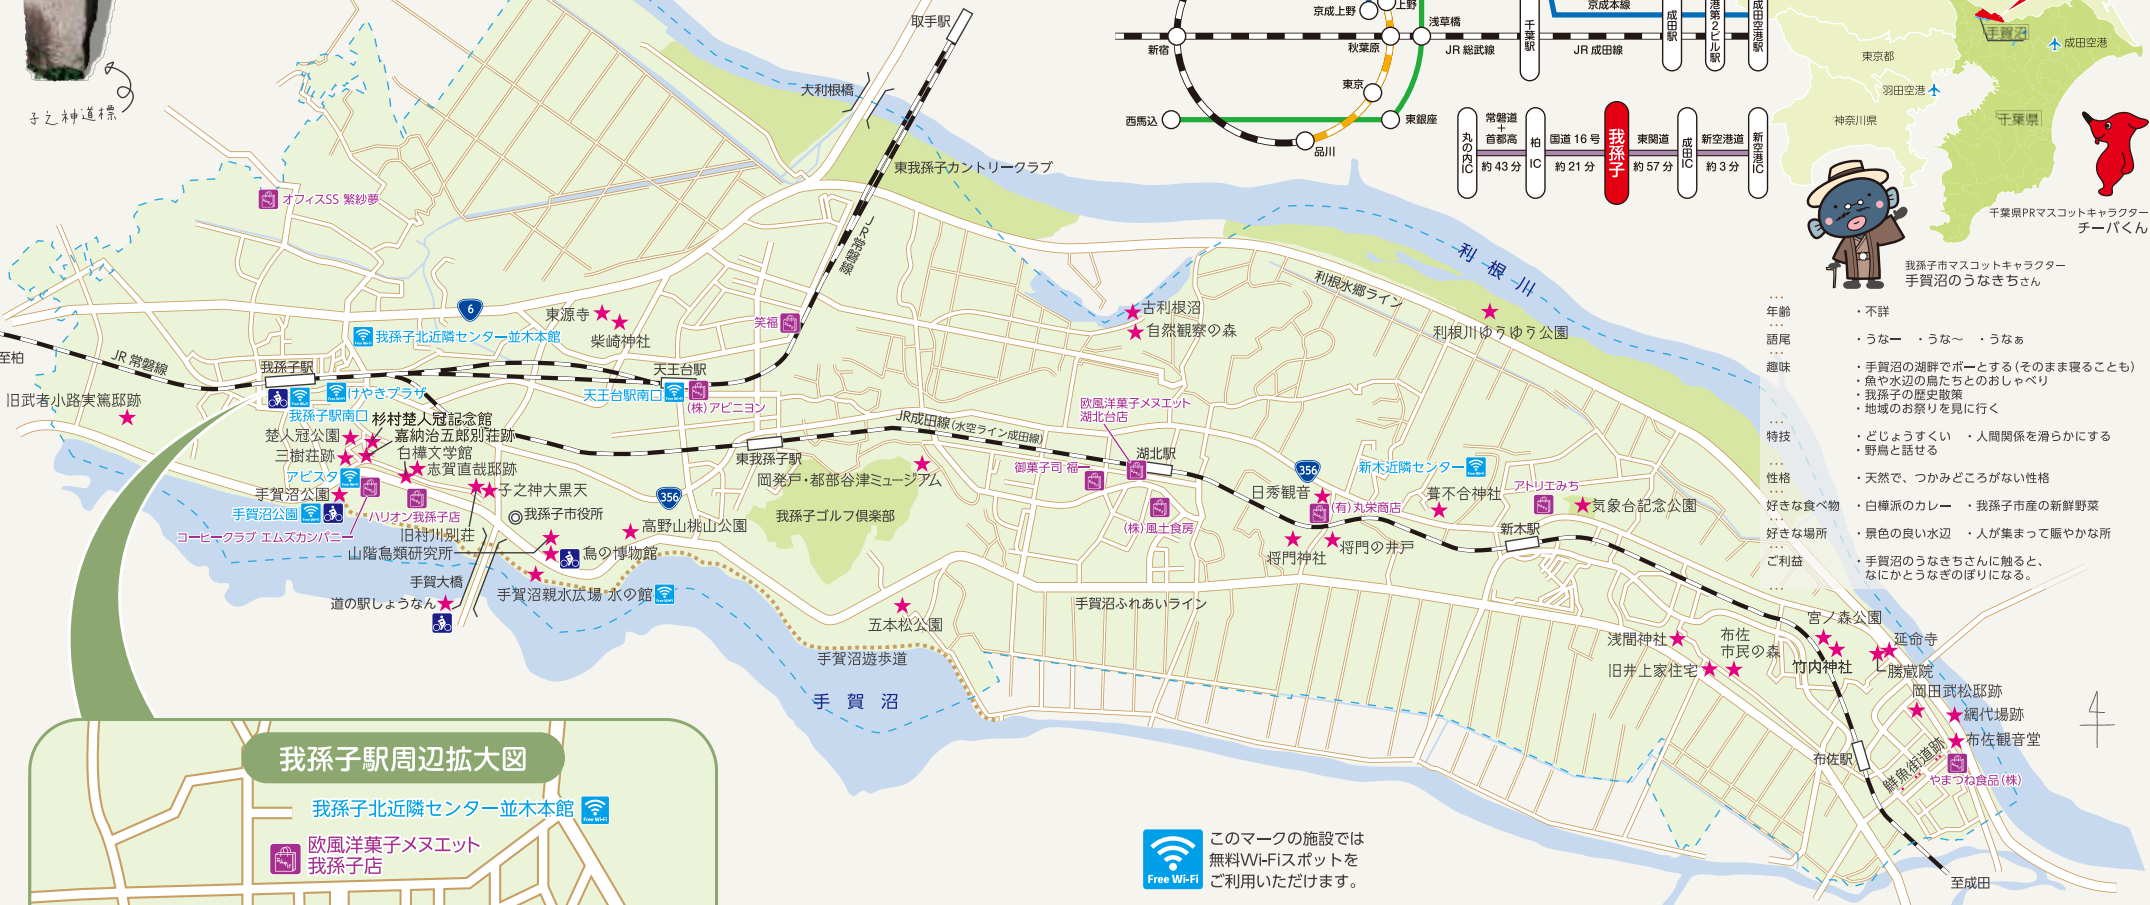 子之神道標
取手駅
大利根橋
東我孫子カントリークラブ
JR常磐線
オフィスSS 繁紗夢
6
我孫子北近隣センター並木本館
東源寺
柴崎神社
笑福
至柏
JR 常磐線
我孫子駅
けやきプラザ
我孫子駅南口
天王台駅
天王台駅南口
(株)アビニヨン
旧武者小路実篤邸跡
杉村楚人冠記念館
楚人冠公園
嘉納治五郎別荘跡
三樹荘跡
白樺文学館
アビスタ
志賀直哉邸跡
手賀沼公園
子之神大黒天
手賀沼公園
ハリオン我孫子店
我孫子市役所
コーヒークラブ エムズカンパニー
旧村川別荘
山階鳥類研究所
鳥の博物館
高野山桃山公園
手賀大橋
手賀沼親水広場 水の館
道の駅しょうなん
JR成田線(水空ライン成田線)
東我孫子駅
356
岡発戸・都部谷津ミュージアム
我孫子ゴルフ倶楽部
五本松公園
手賀沼遊歩道
手賀沼
手賀沼ふれあいライン
古利根沼
自然観察の森
利根水郷ライン
利根川
利根川ゆうゆう公園
欧風洋菓子メヌエット
湖北台店
湖北駅
御菓子司 福一
(株)風土食房
356
日秀観音
(有)丸栄商店
将門神社
将門の井戸
新木近隣センター
葺不合神社
アトリエみち
気象台記念公園
新木駅
浅間神社
布佐
市民の森
旧井上家住宅
宮ノ森公園
竹内神社
延命寺
勝蔵院
岡田武松邸跡
網代場跡
布佐観音堂
鮮魚街道跡
やまつね食品(株)
布佐駅
至成田
京成上野
上野
新宿
秋葉原
浅草橋
東京
西馬込
東銀座
品川
JR 総武線
千葉駅
JR 成田線
京成本線
成田駅
港第2ビル駅
成田空港駅
丸の内IC
常磐道
+
首都高
約43分
柏IC
国道16号
約21分
我孫子
東関道
約57分
成田IC
新空港道
約3分
新空港IC
手賀沼
成田空港
東京都
羽田空港
神奈川県
千葉県
千葉県PRマスコットキャラクター
チーバくん
我孫子市マスコットキャラクター
手賀沼のうなきちさん
年齢 ・不詳
語尾 ・うなー ・うな〜 ・うなぁ
趣味 ・手賀沼の湖畔でボーとする(そのまま寝ることも)
・魚や水辺の鳥たちとのおしゃべり
・我孫子の歴史散策
・地域のお祭りを見に行く
特技 ・どじょうすくい ・人間関係を滑らかにする
・野鳥と話せる
性格 ・天然で、つかみどころがない性格
好きな食べ物 ・白樺派のカレー ・我孫子市産の新鮮野菜
好きな場所 ・景色の良い水辺 ・人が集まって賑やかな所
ご利益 ・手賀沼のうなきちさんに触ると、
なにかとうなぎのぼりになる。
我孫子駅周辺拡大図
我孫子北近隣センター並木本館
Free Wi-Fi
欧風洋菓子メヌエット
我孫子店
Free Wi-Fi
このマークの施設では
無料Wi-Fiスポットを
ご利用いただけます。